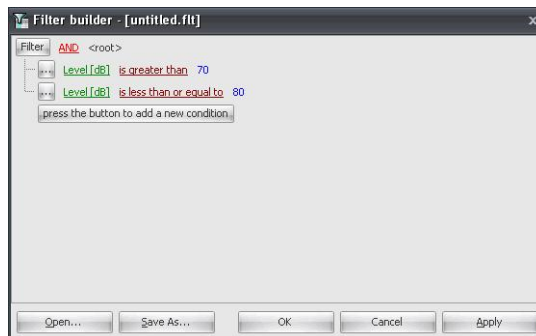 Filter builder - [untitled.flt]
Filter AND <root>
... Level [dB] is greater than 70
... Level [dB] is less than or equal to 80
press the button to add a new condition
Open... Save As... OK Cancel Apply